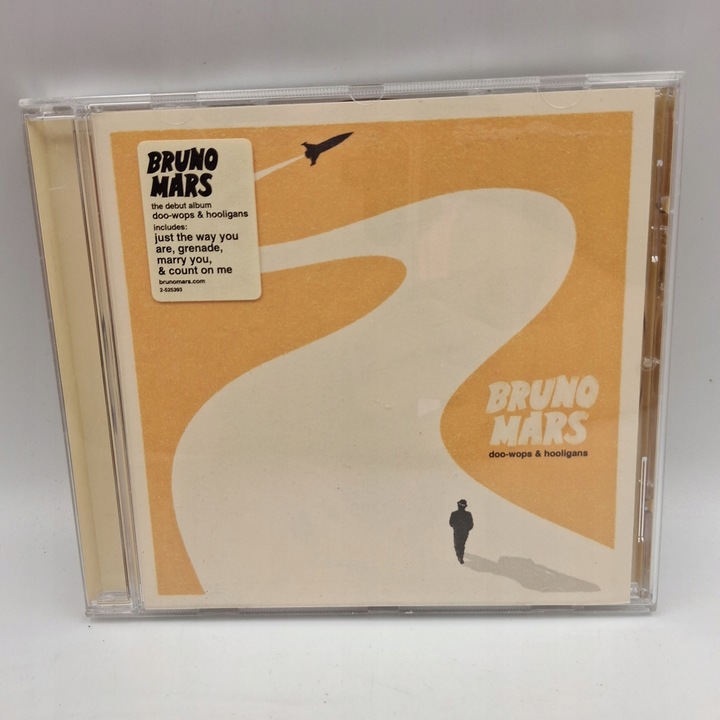 BRUNO
MARS
the debut album
doo-wops & hooligans
includes:
just the way you
are, grenade,
marry you,
& count on me
brunomars.com
2-525393
BRUNO
MARS
doo-wops & hooligans